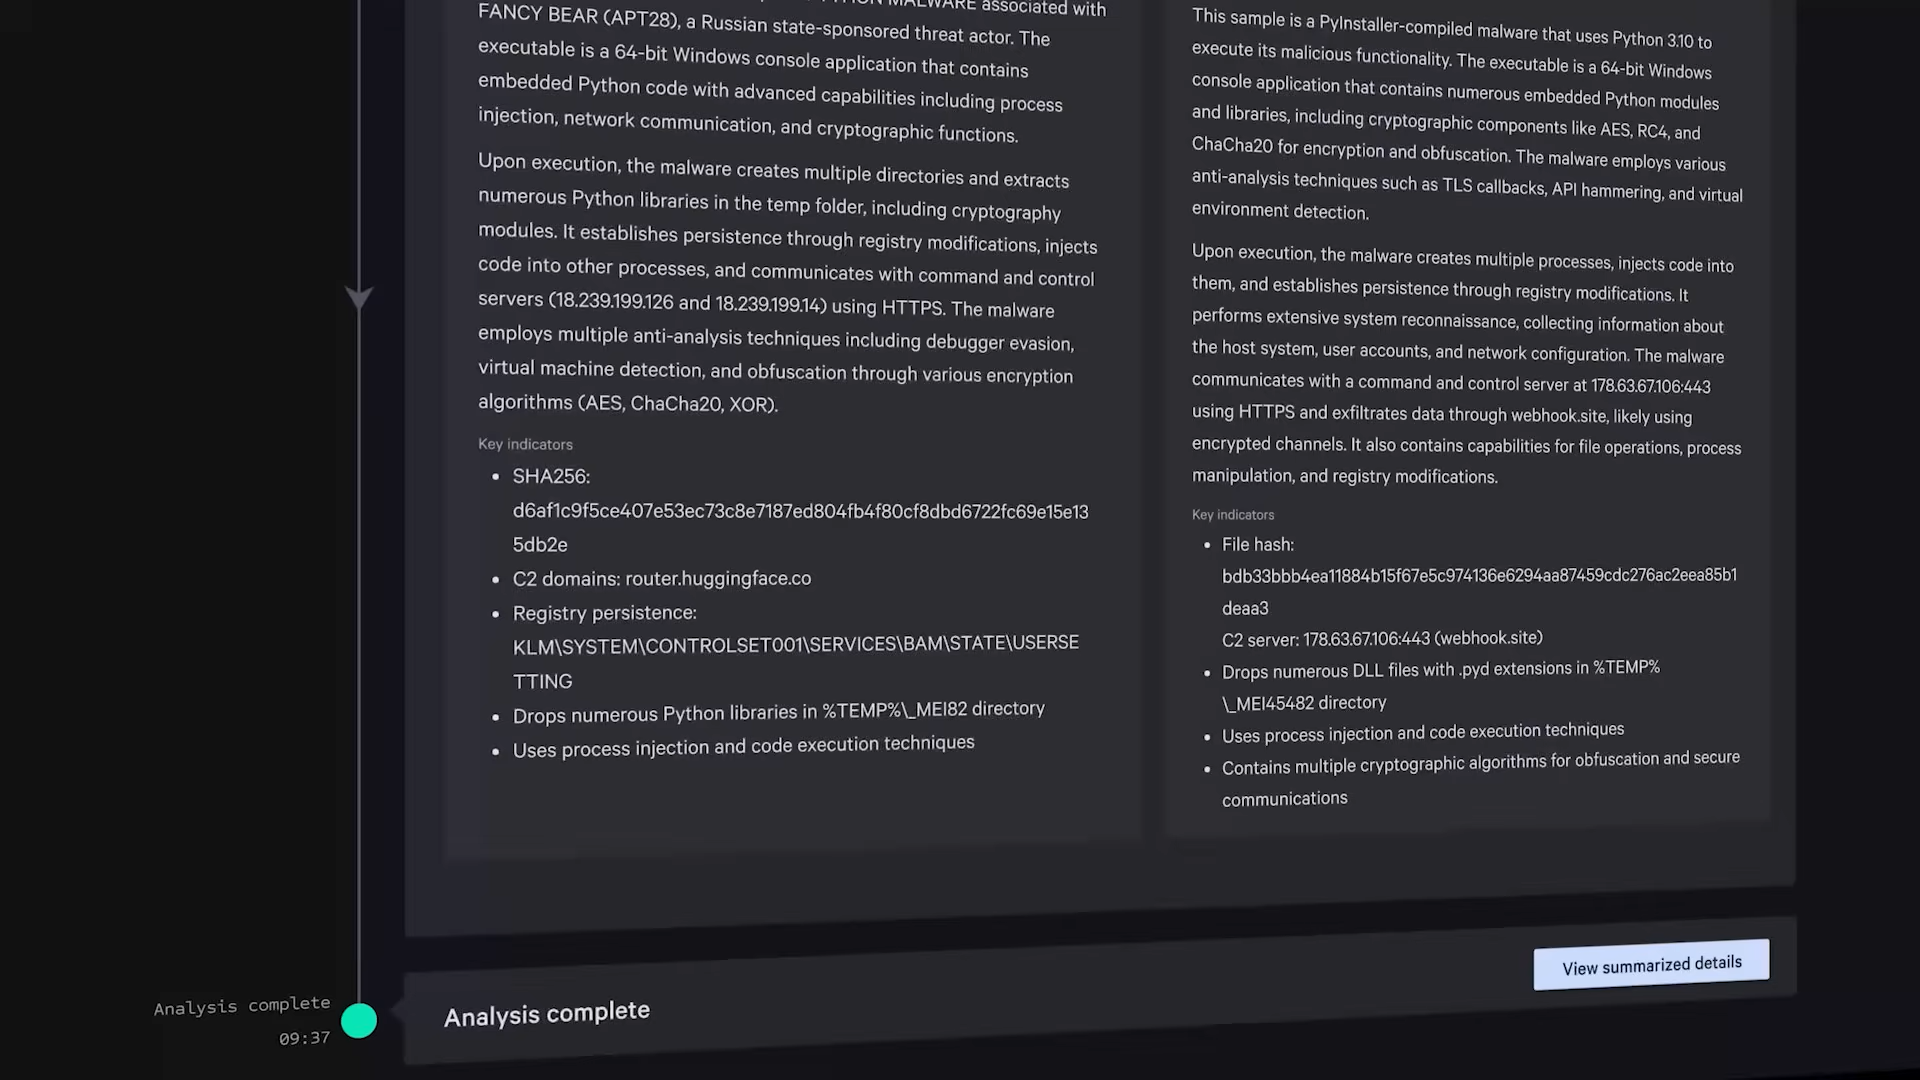 MALWARE associated with
FANCY BEAR (APT28), a Russian state-sponsored threat actor. The
executable is a 64-bit Windows console application that contains
embedded Python code with advanced capabilities including process
injection, network communication, and cryptographic functions.
Upon execution, the malware creates multiple directories and extracts
numerous Python libraries in the temp folder, including cryptography
modules. It establishes persistence through registry modifications, injects
code into other processes, and communicates with command and control
servers (18.239.199.126 and 18.239.199.14) using HTTPS. The malware
employs multiple anti-analysis techniques including debugger evasion,
virtual machine detection, and obfuscation through various encryption
algorithms (AES, ChaCha20, XOR).
Key indicators
• SHA256:
d6af1c9f5ce407e53ec73c8e7187ed804fb4f80cf8dbd6722fc69e15e13
5db2e
• C2 domains: router.huggingface.co
• Registry persistence:
KLM\SYSTEM\CONTROLSET001\SERVICES\BAM\STATE\USERSE
TTING
• Drops numerous Python libraries in %TEMP%\_MEI82 directory
• Uses process injection and code execution techniques
This sample is a PyInstaller-compiled malware that uses Python 3.10 to
execute its malicious functionality. The executable is a 64-bit Windows
console application that contains numerous embedded Python modules
and libraries, including cryptographic components like AES, RC4, and
ChaCha20 for encryption and obfuscation. The malware employs various
anti-analysis techniques such as TLS callbacks, API hammering, and virtual
environment detection.
Upon execution, the malware creates multiple processes, injects code into
them, and establishes persistence through registry modifications. It
performs extensive system reconnaissance, collecting information about
the host system, user accounts, and network configuration. The malware
communicates with a command and control server at 178.63.67.106:443
using HTTPS and exfiltrates data through webhook.site, likely using
encrypted channels. It also contains capabilities for file operations, process
manipulation, and registry modifications.
Key indicators
• File hash:
bdb33bbb4ea11884b15f67e5c974136e6294aa87459cdc276ac2eea85b1
deaa3
C2 server: 178.63.67.106:443 (webhook.site)
• Drops numerous DLL files with .pyd extensions in %TEMP%
\_MEI45482 directory
• Uses process injection and code execution techniques
• Contains multiple cryptographic algorithms for obfuscation and secure
communications
View summarized details
Analysis complete
09:37
Analysis complete